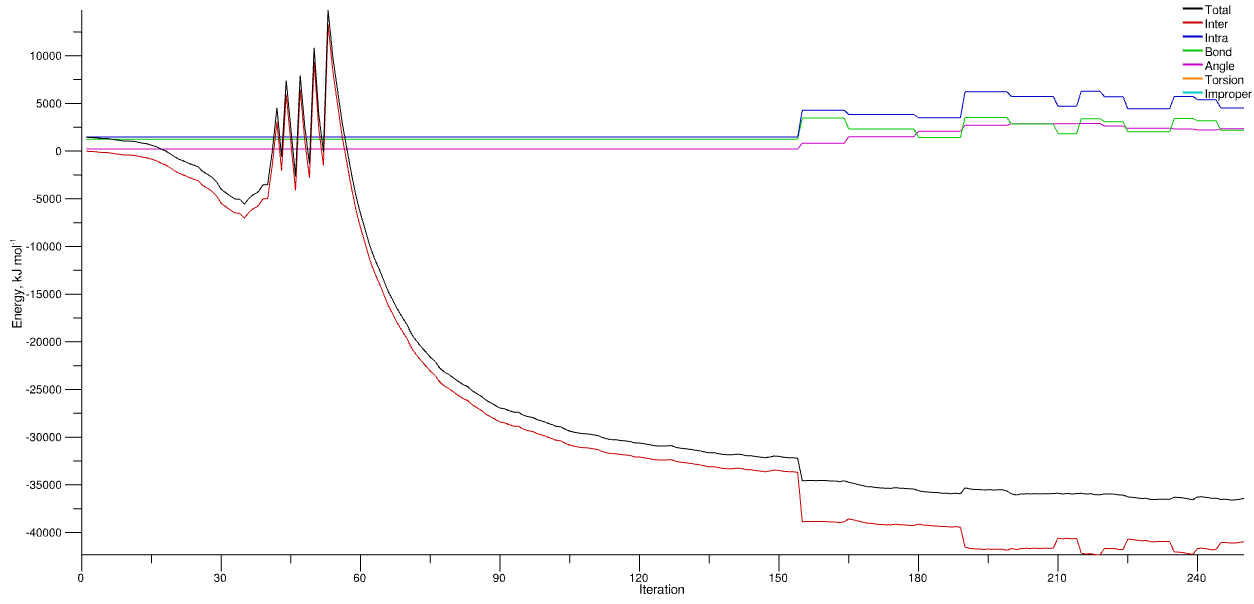 Total
Inter
Intra
Bond
Angle
Torsion
Improper
10000
5000
0
-5000
-10000
-15000
-20000
-25000
-30000
-35000
-40000
Energy, kJ mol⁻¹
0 30 60 90 120 150 180 210 240
Iteration